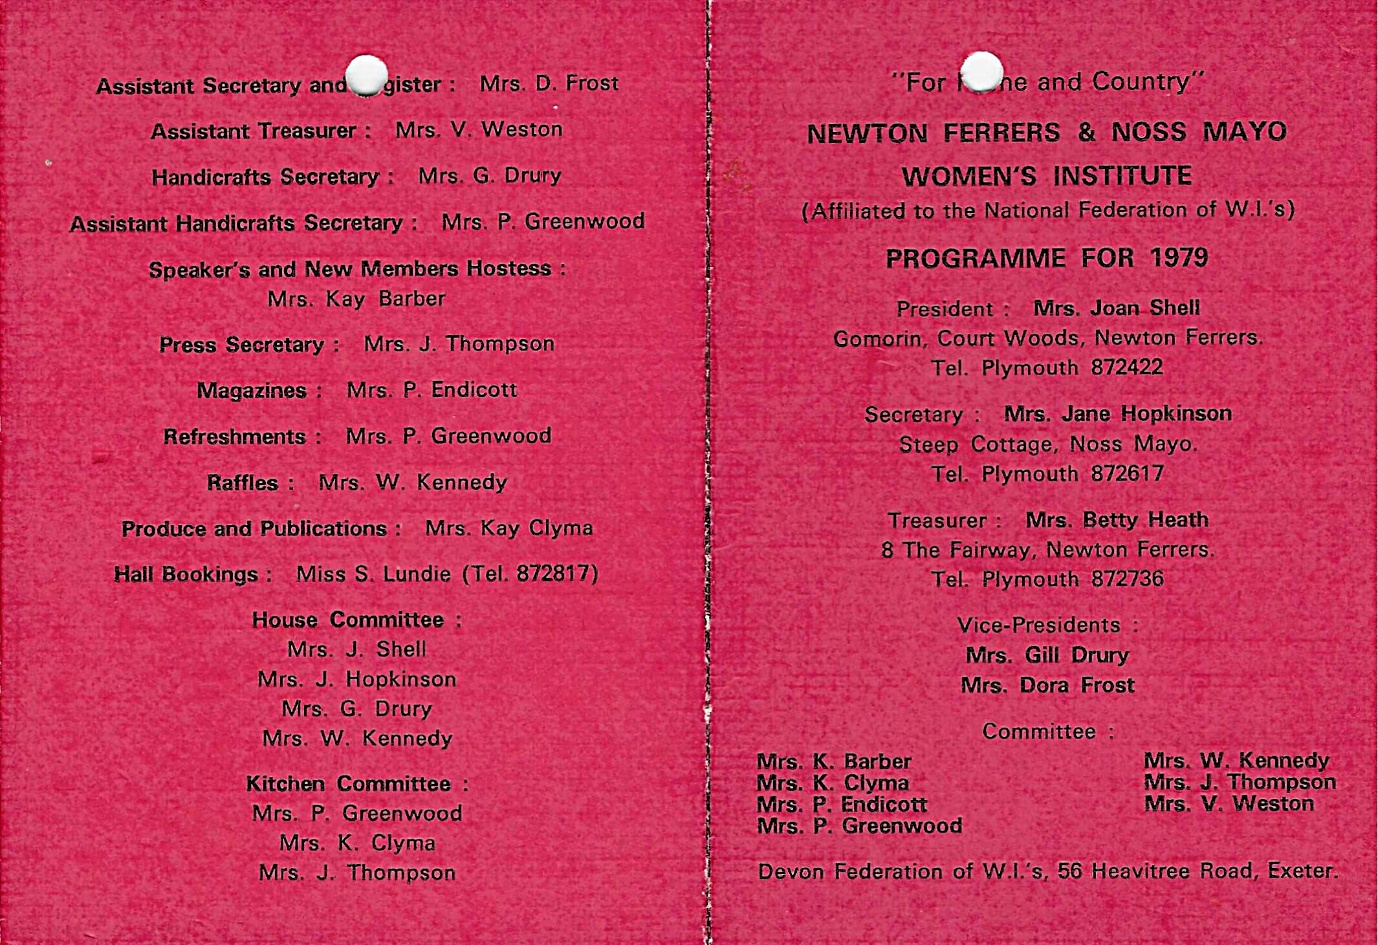 Assistant Secretary and gister : Mrs. D. Frost
Assistant Treasurer : Mrs. V. Weston
Handicrafts Secretary : Mrs. G. Drury
Assistant Handicrafts Secretary : Mrs. P. Greenwood
Speaker's and New Members Hostess :
Mrs. Kay Barber
Press Secretary : Mrs. J. Thompson
Magazines : Mrs. P. Endicott
Refreshments : Mrs. P. Greenwood
Raffles : Mrs. W. Kennedy
Produce and Publications : Mrs. Kay Clyma
Hall Bookings : Miss S. Lundie (Tel. 872817)
House Committee :
Mrs. J. Shell
Mrs. J. Hopkinson
Mrs. G. Drury
Mrs. W. Kennedy
Kitchen Committee :
Mrs. P. Greenwood
Mrs. K. Clyma
Mrs. J. Thompson
"For me and Country"
NEWTON FERRERS & NOSS MAYO
WOMEN'S INSTITUTE
(Affiliated to the National Federation of W.I.'s)
PROGRAMME FOR 1979
President : Mrs. Joan Shell
Gomorin, Court Woods, Newton Ferrers.
Tel. Plymouth 872422
Secretary : Mrs. Jane Hopkinson
Steep Cottage, Noss Mayo.
Tel. Plymouth 872617
Treasurer : Mrs. Betty Heath
8 The Fairway, Newton Ferrers.
Tel. Plymouth 872736
Vice-Presidents :
Mrs. Gill Drury
Mrs. Dora Frost
Committee :
Mrs. K. Barber
Mrs. K. Clyma
Mrs. P. Endicott
Mrs. P. Greenwood
Mrs. W. Kennedy
Mrs. J. Thompson
Mrs. V. Weston
Devon Federation of W.I.'s, 56 Heavitree Road, Exeter.